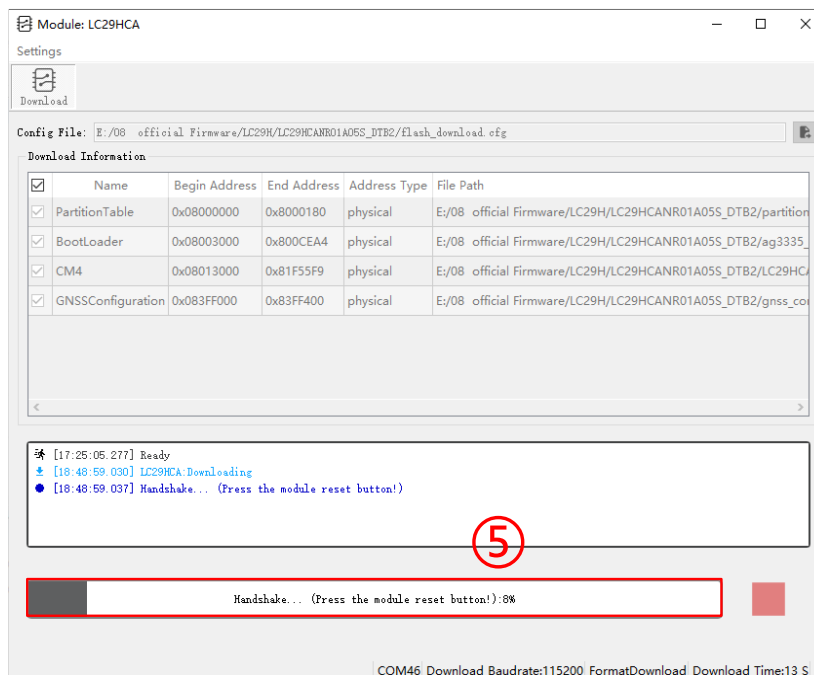 Module: LC29HCA
Settings
Download
Config File: E:/08 official Firmware/LC29H/LC29HCANR01A05S_DTB2/flash_download.cfg
Download Information
Name Begin Address End Address Address Type File Path
PartitionTable 0x08000000 0x8000180 physical E:/08 official Firmware/LC29H/LC29HCANR01A05S_DTB2/partition
BootLoader 0x08003000 0x800CEA4 physical E:/08 official Firmware/LC29H/LC29HCANR01A05S_DTB2/ag3335_
CM4 0x08013000 0x81F55F9 physical E:/08 official Firmware/LC29H/LC29HCANR01A05S_DTB2/LC29HCA
GNSSConfiguration 0x083FF000 0x83FF400 physical E:/08 official Firmware/LC29H/LC29HCANR01A05S_DTB2/gnss_co
[17:25:05.277] Ready
[18:48:59.030] LC29HCA:Downloading
[18:48:59.037] Handshake... (Press the module reset button!)
⑤
Handshake... (Press the module reset button!):8%
COM46 Download Baudrate:115200 FormatDownload Download Time:13 S